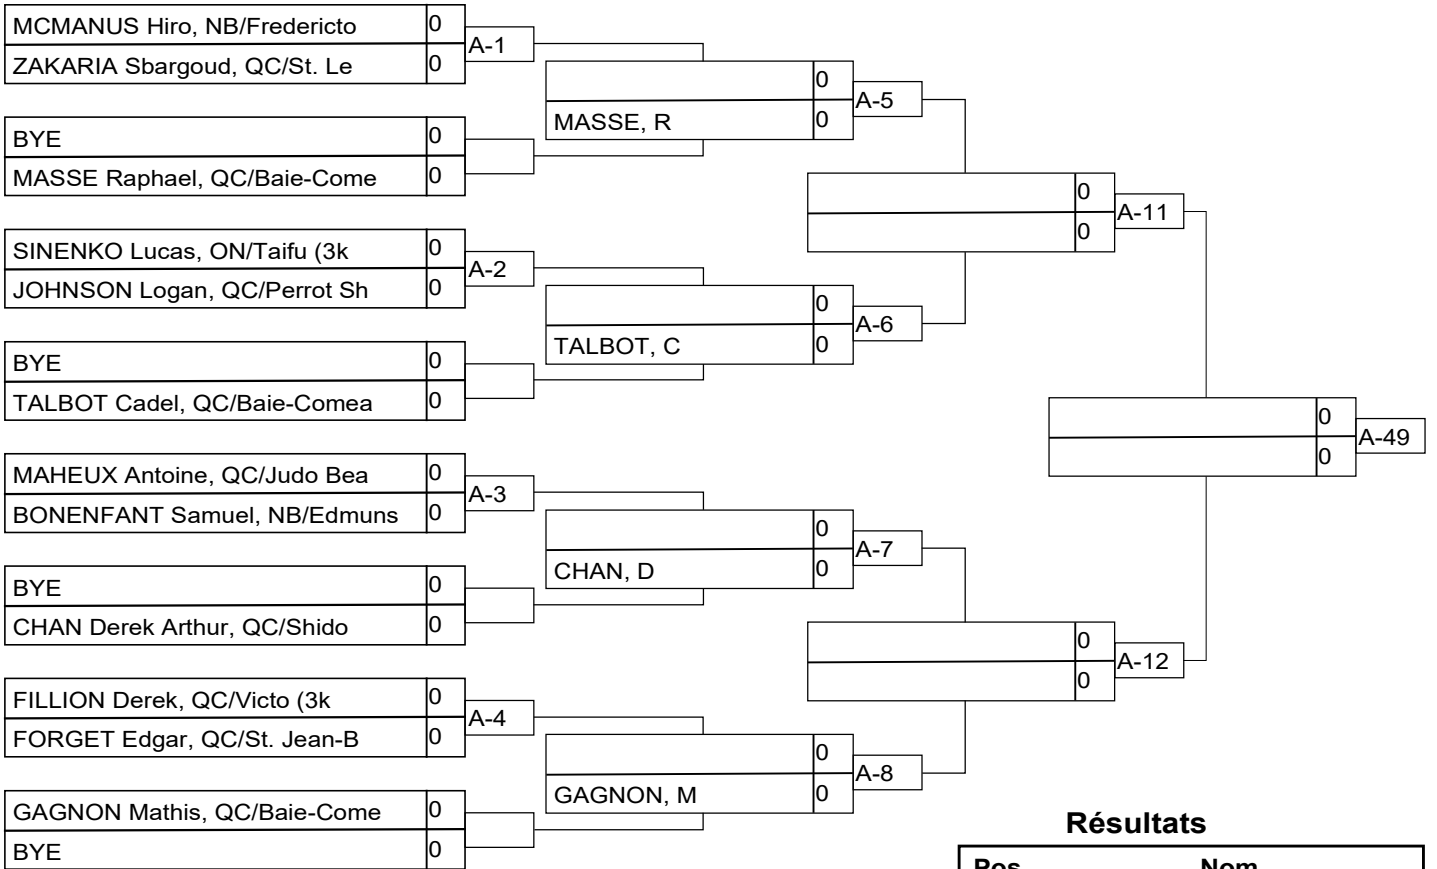 MCMANUS Hiro, NB/Fredericto 0
A-1
ZAKARIA Sbargoud, QC/St. Le 0
0
A-5
MASSE, R 0
BYE 0
MASSE Raphael, QC/Baie-Come 0
0
A-11
0
SINENKO Lucas, ON/Taifu (3k 0
A-2
JOHNSON Logan, QC/Perrot Sh 0
0
A-6
TALBOT, C 0
BYE 0
TALBOT Cadel, QC/Baie-Comea 0
0
A-49
0
MAHEUX Antoine, QC/Judo Bea 0
A-3
BONENFANT Samuel, NB/Edmuns 0
0
A-7
CHAN, D 0
BYE 0
CHAN Derek Arthur, QC/Shido 0
0
A-12
0
FILLION Derek, QC/Victo (3k 0
A-4
FORGET Edgar, QC/St. Jean-B 0
0
A-8
GAGNON, M 0
GAGNON Mathis, QC/Baie-Come 0
BYE 0
Résultats
Pos Nom